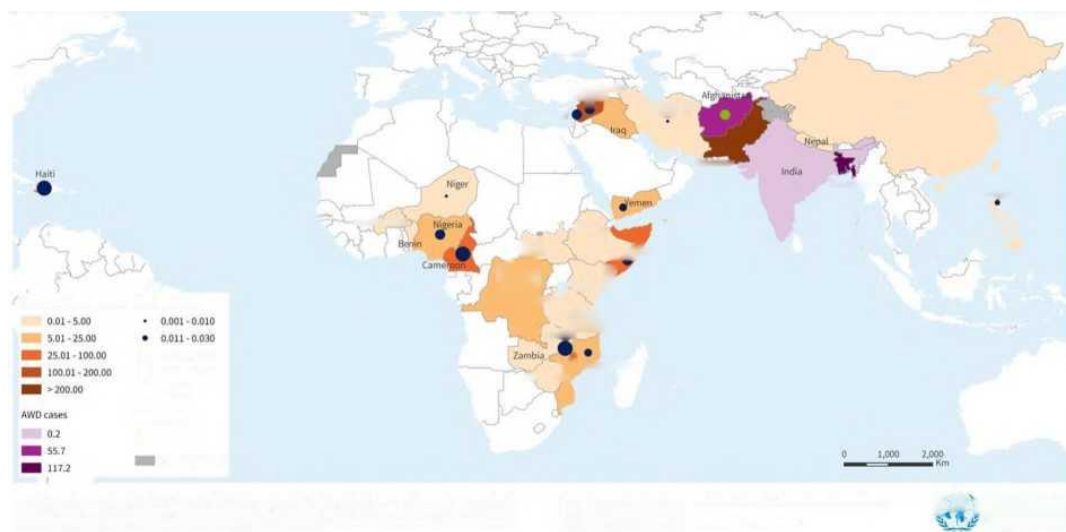 Afghanistan
Iraq
Nepal
Haiti
India
Niger
Yemen
Nigeria
Benin
Cameroon
Zambia
0.01 - 5.00
5.01 - 25.00
25.01 - 100.00
100.01 - 200.00
> 200.00
0.001 - 0.010
0.011 - 0.030
AWD cases
0.2
55.7
117.2
0
1,000
2,000
Km